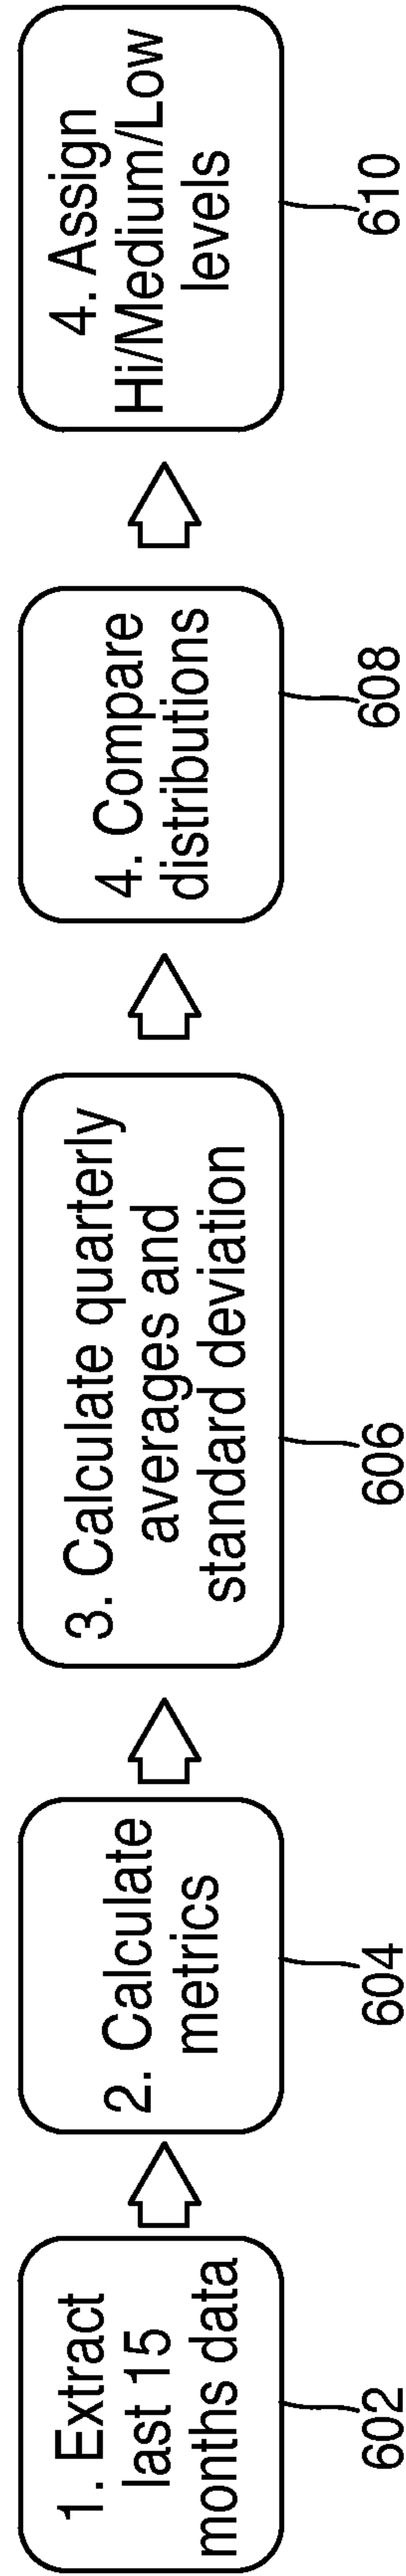 1. Extract
last 15
months data
602
2. Calculate
metrics
604
3. Calculate quarterly
averages and
standard deviation
606
4. Compare
distributions
608
4. Assign
Hi/Medium/Low
levels
610